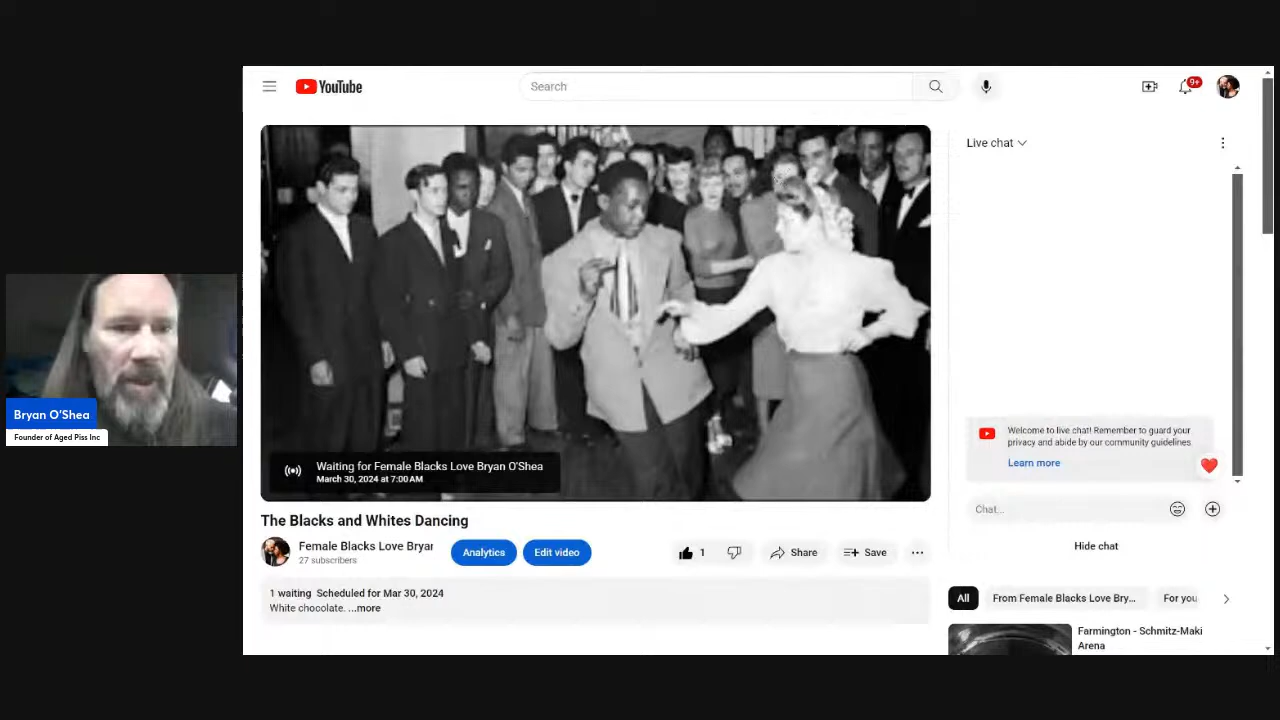 YouTube
Search
9+
Live chat
Waiting for Female Blacks Love Bryan O'Shea
March 30, 2024 at 7:00 AM
Welcome to live chat! Remember to guard your
privacy and abide by our community guidelines.
Learn more
Bryan O'Shea
Founder of Aged Piss Inc
Chat...
Hide chat
The Blacks and Whites Dancing
Female Blacks Love Bryan
27 subscribers
Analytics
Edit video
1
Share
Save
1 waiting Scheduled for Mar 30, 2024
White chocolate. ...more
All
From Female Blacks Love Bry...
For you
Farmington - Schmitz-Maki
Arena